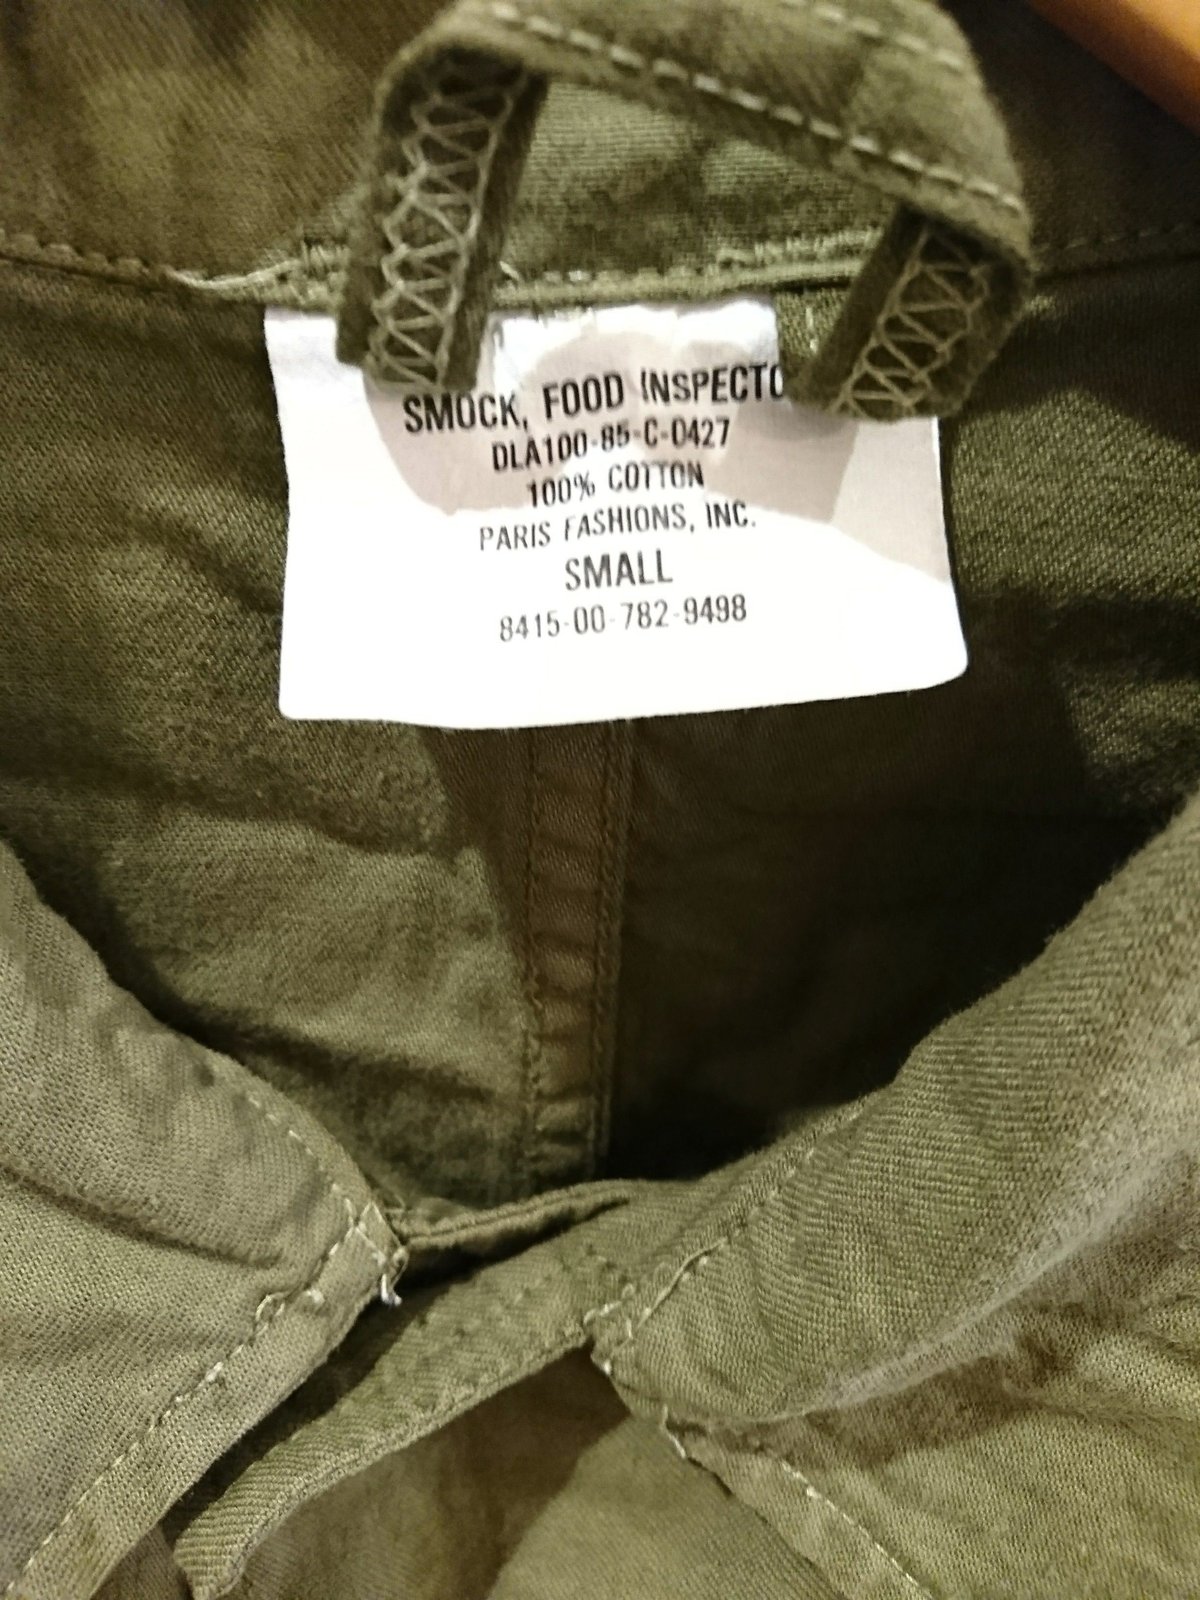 SMOCK, FOOD INSPECTO
DLA100-85-C-0427
100% COTTON
PARIS FASHIONS, INC.
SMALL
8415-00-782-9498